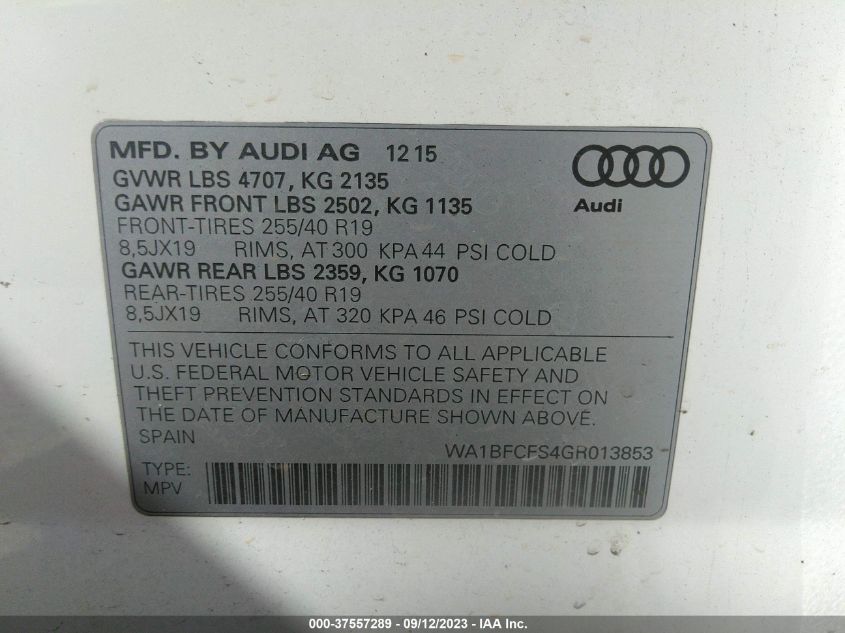 MFD. BY AUDI AG 12 15
GVWR LBS 4707, KG 2135
GAWR FRONT LBS 2502, KG 1135
FRONT-TIRES 255/40 R19
8,5JX19 RIMS, AT 300 KPA 44 PSI COLD
GAWR REAR LBS 2359, KG 1070
REAR-TIRES 255/40 R19
8,5JX19 RIMS, AT 320 KPA 46 PSI COLD
Audi
THIS VEHICLE CONFORMS TO ALL APPLICABLE
U.S. FEDERAL MOTOR VEHICLE SAFETY AND
THEFT PREVENTION STANDARDS IN EFFECT ON
THE DATE OF MANUFACTURE SHOWN ABOVE.
SPAIN
WA1BFCFS4GR013853
TYPE:
MPV
000-37557289 - 09/12/2023 - IAA Inc.